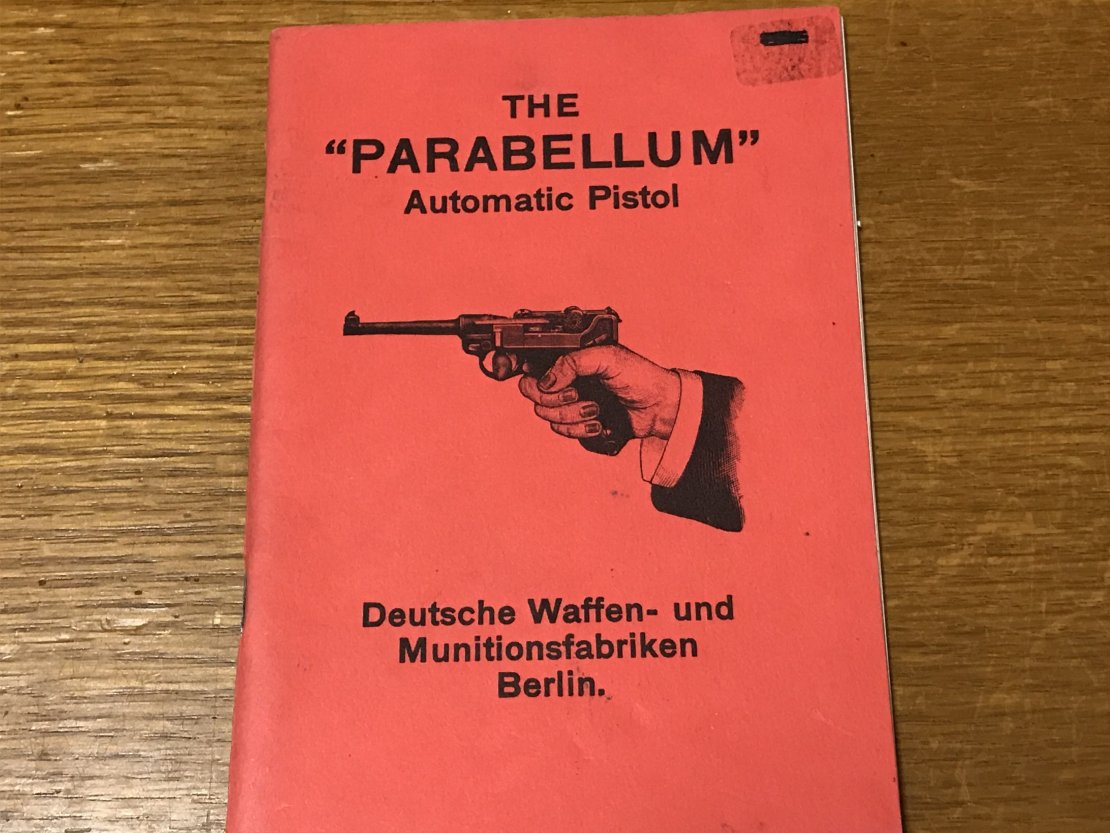 THE
“PARABELLUM”
Automatic Pistol
Deutsche Waffen- und
Munitionsfabriken
Berlin.